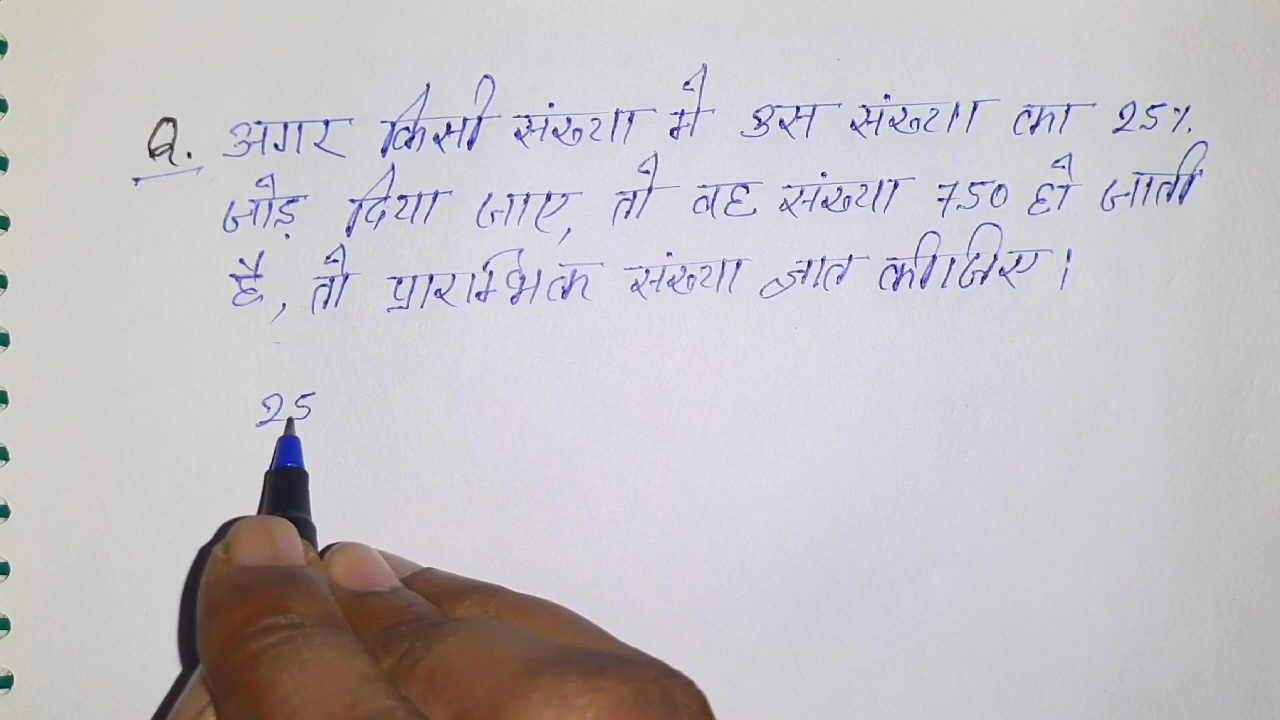 Q. अगर किसी संख्या में उस संख्या का 25%
जोड़ दिया जाए, तो वह संख्या 750 हो जाती
है, तो प्रारम्भिक संख्या ज्ञात कीजिए।
25